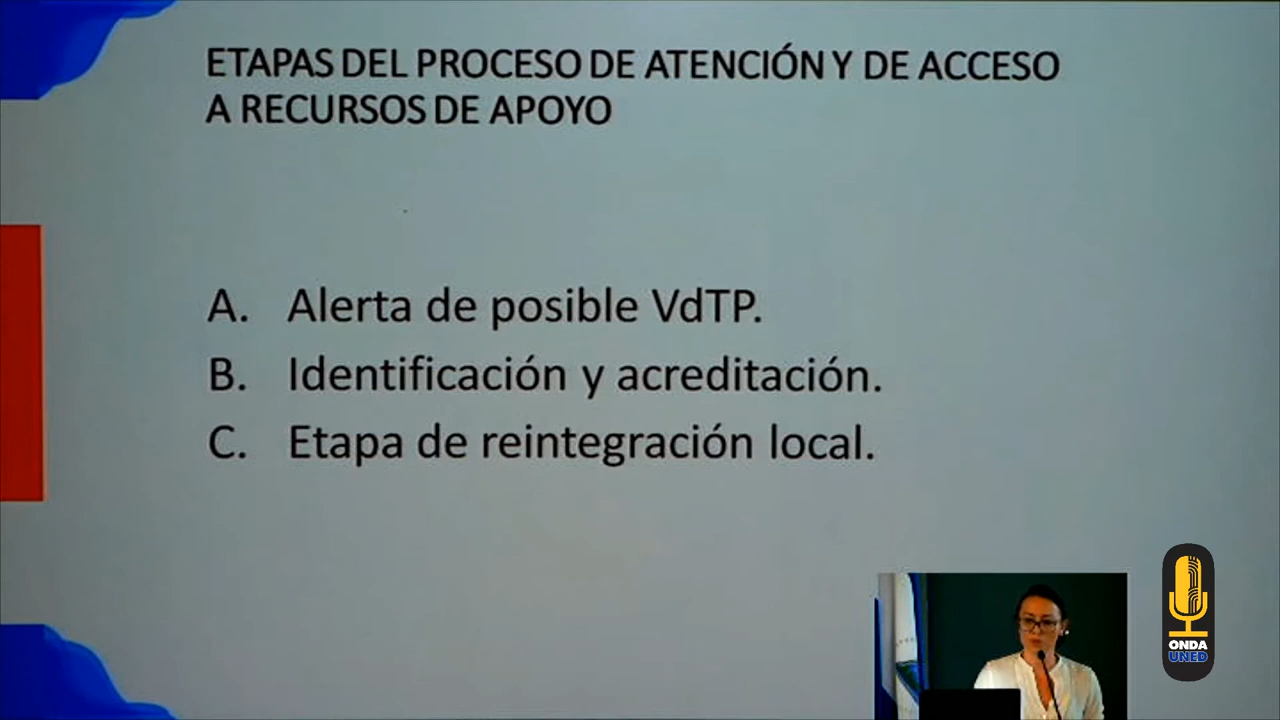 ETAPAS DEL PROCESO DE ATENCIÓN Y DE ACCESO
A RECURSOS DE APOYO
A. Alerta de posible VdTP.
B. Identificación y acreditación.
C. Etapa de reintegración local.
ONDA
UNED